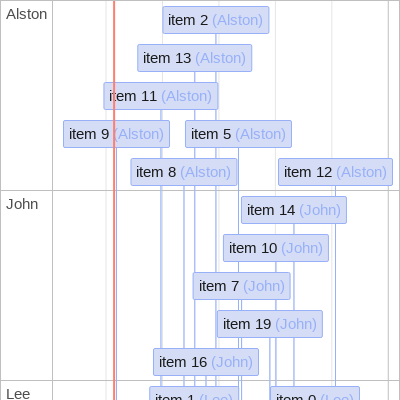 Alston
item 2 (Alston)
item 13 (Alston)
item 11 (Alston)
item 9 (Alston)
item 5 (Alston)
item 8 (Alston)
item 12 (Alston)
John
item 14 (John)
item 10 (John)
item 7 (John)
item 19 (John)
item 16 (John)
Lee
item 1 (Lee)
item 0 (Lee)